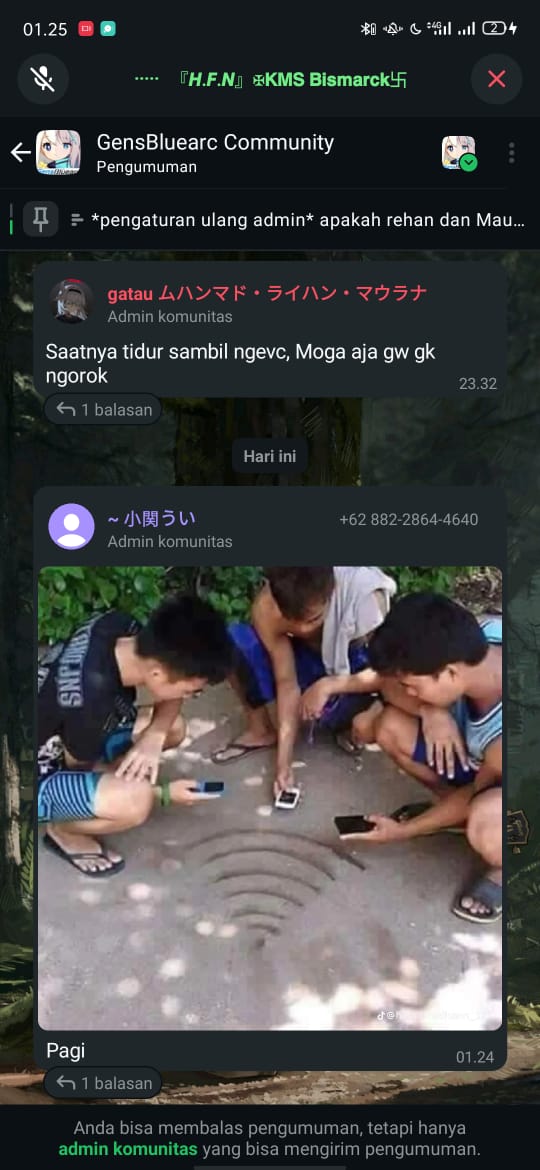 01.25
4G
2
····· 『H.F.N』 ✠KMS Bismarck卐
GensBluearc Community
Pengumuman
*pengaturan ulang admin* apakah rehan dan Mau...
gatau ムハンマド・ライハン・マウラナ
Admin komunitas
Saatnya tidur sambil ngevc, Moga aja gw gk
ngorok
23.32
1 balasan
Hari ini
~ 小関うい
+62 882-2864-4640
Admin komunitas
Pagi
01.24
1 balasan
Anda bisa membalas pengumuman, tetapi hanya
admin komunitas yang bisa mengirim pengumuman.